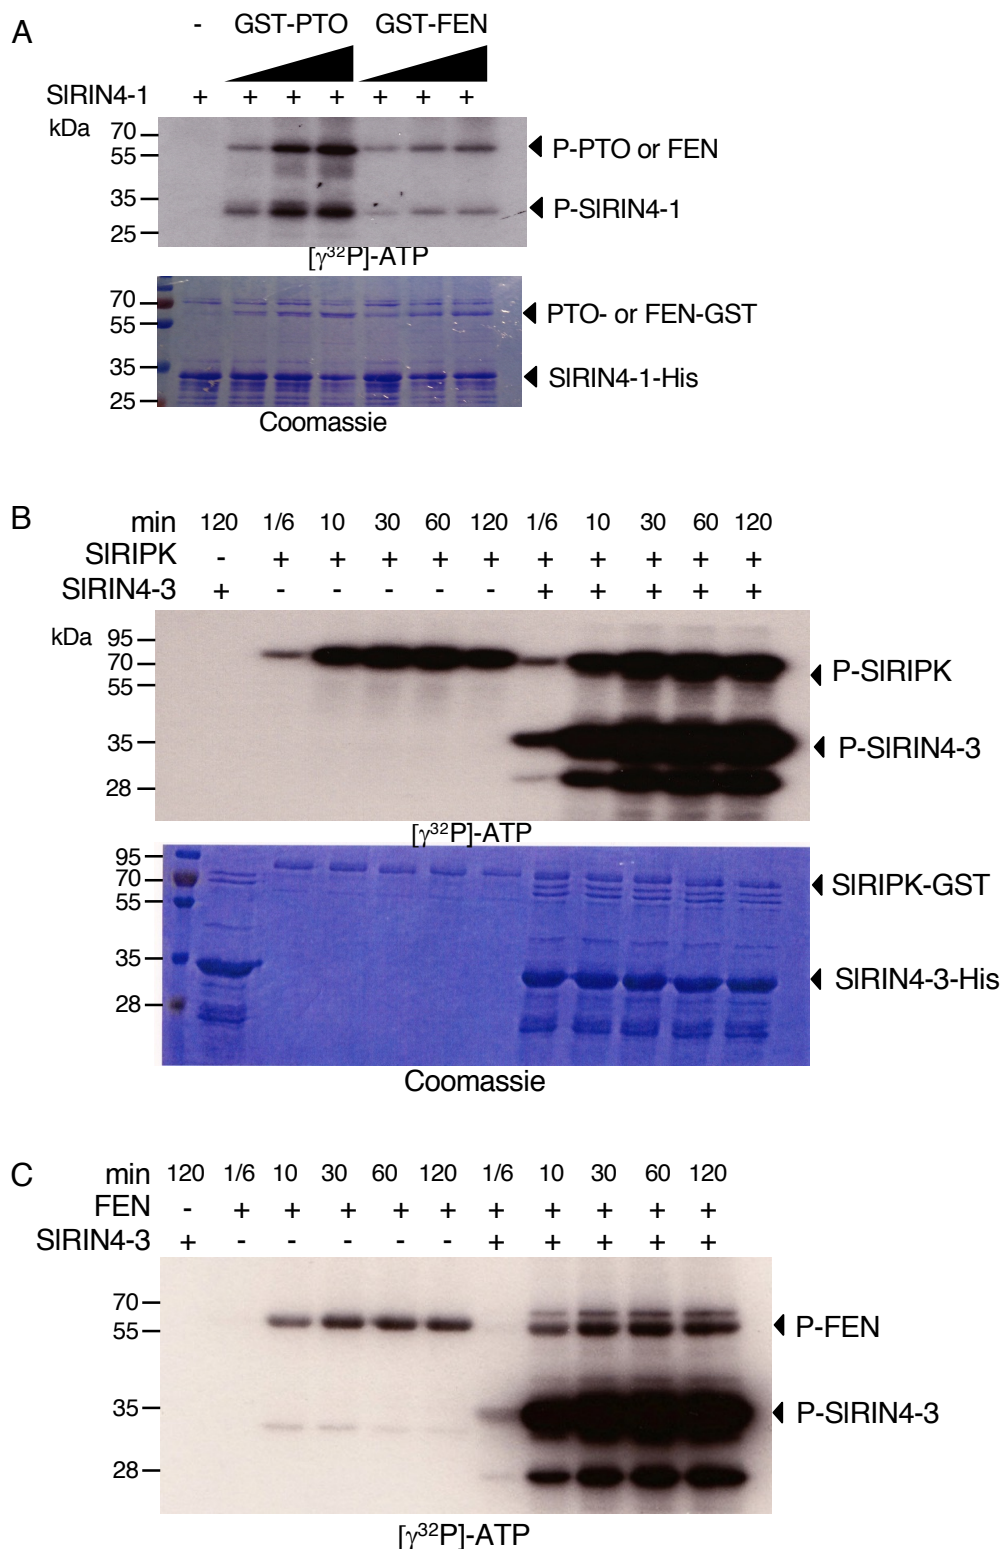 A - GST-PTO GST-FEN
SlRIN4-1 + + + + + + +
kDa 70
55 P-PTO or FEN
35 P-SlRIN4-1
25
[γ32P]-ATP
70 PTO- or FEN-GST
55
35 SlRIN4-1-His
25
Coomassie
B min 120 1/6 10 30 60 120 1/6 10 30 60 120
SlRIPK - + + + + + + + + + +
SlRIN4-3 + - - - - - + + + + +
kDa 95
70 P-SlRIPK
55
35 P-SlRIN4-3
28
[γ32P]-ATP
95
70 SlRIPK-GST
55
35 SlRIN4-3-His
28
Coomassie
C min 120 1/6 10 30 60 120 1/6 10 30 60 120
FEN - + + + + + + + + + +
SlRIN4-3 + - - - - - + + + + +
70
55 P-FEN
35 P-SlRIN4-3
28
[γ32P]-ATP